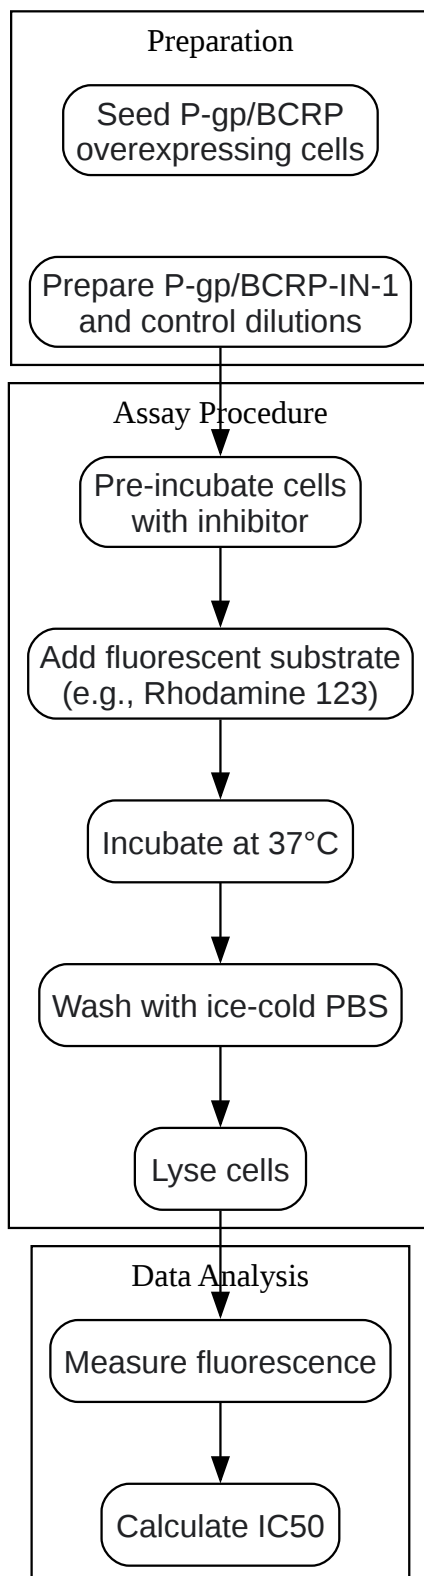 Preparation
Seed P-gp/BCRP
overexpressing cells
Prepare P-gp/BCRP-IN-1
and control dilutions
Assay Procedure
Pre-incubate cells
with inhibitor
Add fluorescent substrate
(e.g., Rhodamine 123)
Incubate at 37°C
Wash with ice-cold PBS
Lyse cells
Data Analysis
Measure fluorescence
Calculate IC50